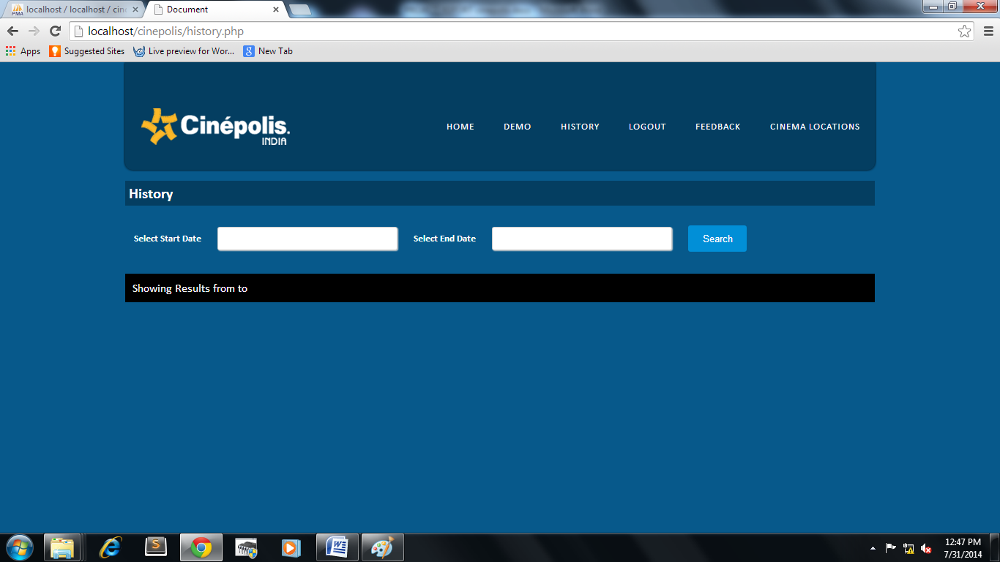 localhost / localhost / cin
Document
localhost/cinepolis/history.php
Apps
Suggested Sites
Live preview for Wor...
New Tab
Cinépolis.
INDIA
HOME
DEMO
HISTORY
LOGOUT
FEEDBACK
CINEMA LOCATIONS
History
Select Start Date
Select End Date
Search
Showing Results from to
12:47 PM
7/31/2014